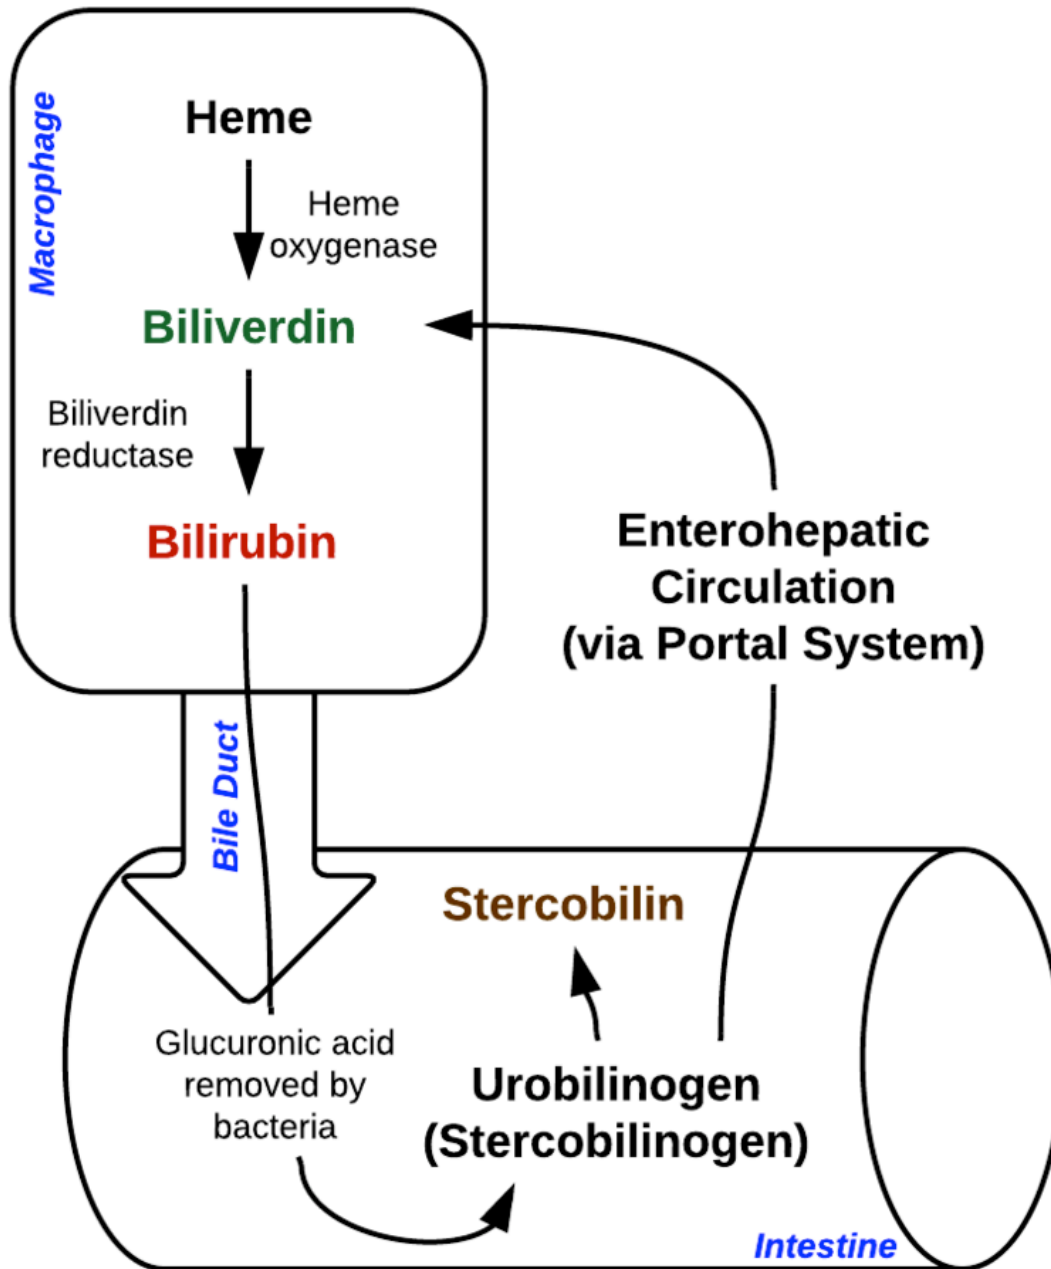 Macrophage
Heme
Heme
oxygenase
Biliverdin
Biliverdin
reductase
Bilirubin
Enterohepatic
Circulation
(via Portal System)
Bile Duct
Stercobilin
Glucuronic acid
removed by
bacteria
Urobilinogen
(Stercobilinogen)
Intestine